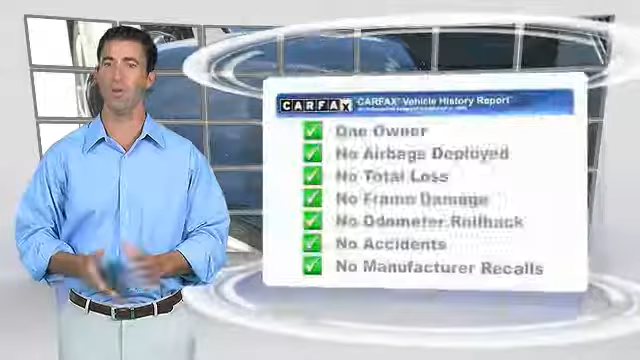 CARFAX CARFAX Vehicle History Report
One Owner
No Airbags Deployed
No Total Loss
No Frame Damage
No Odometer Rollback
No Accidents
No Manufacturer Recalls